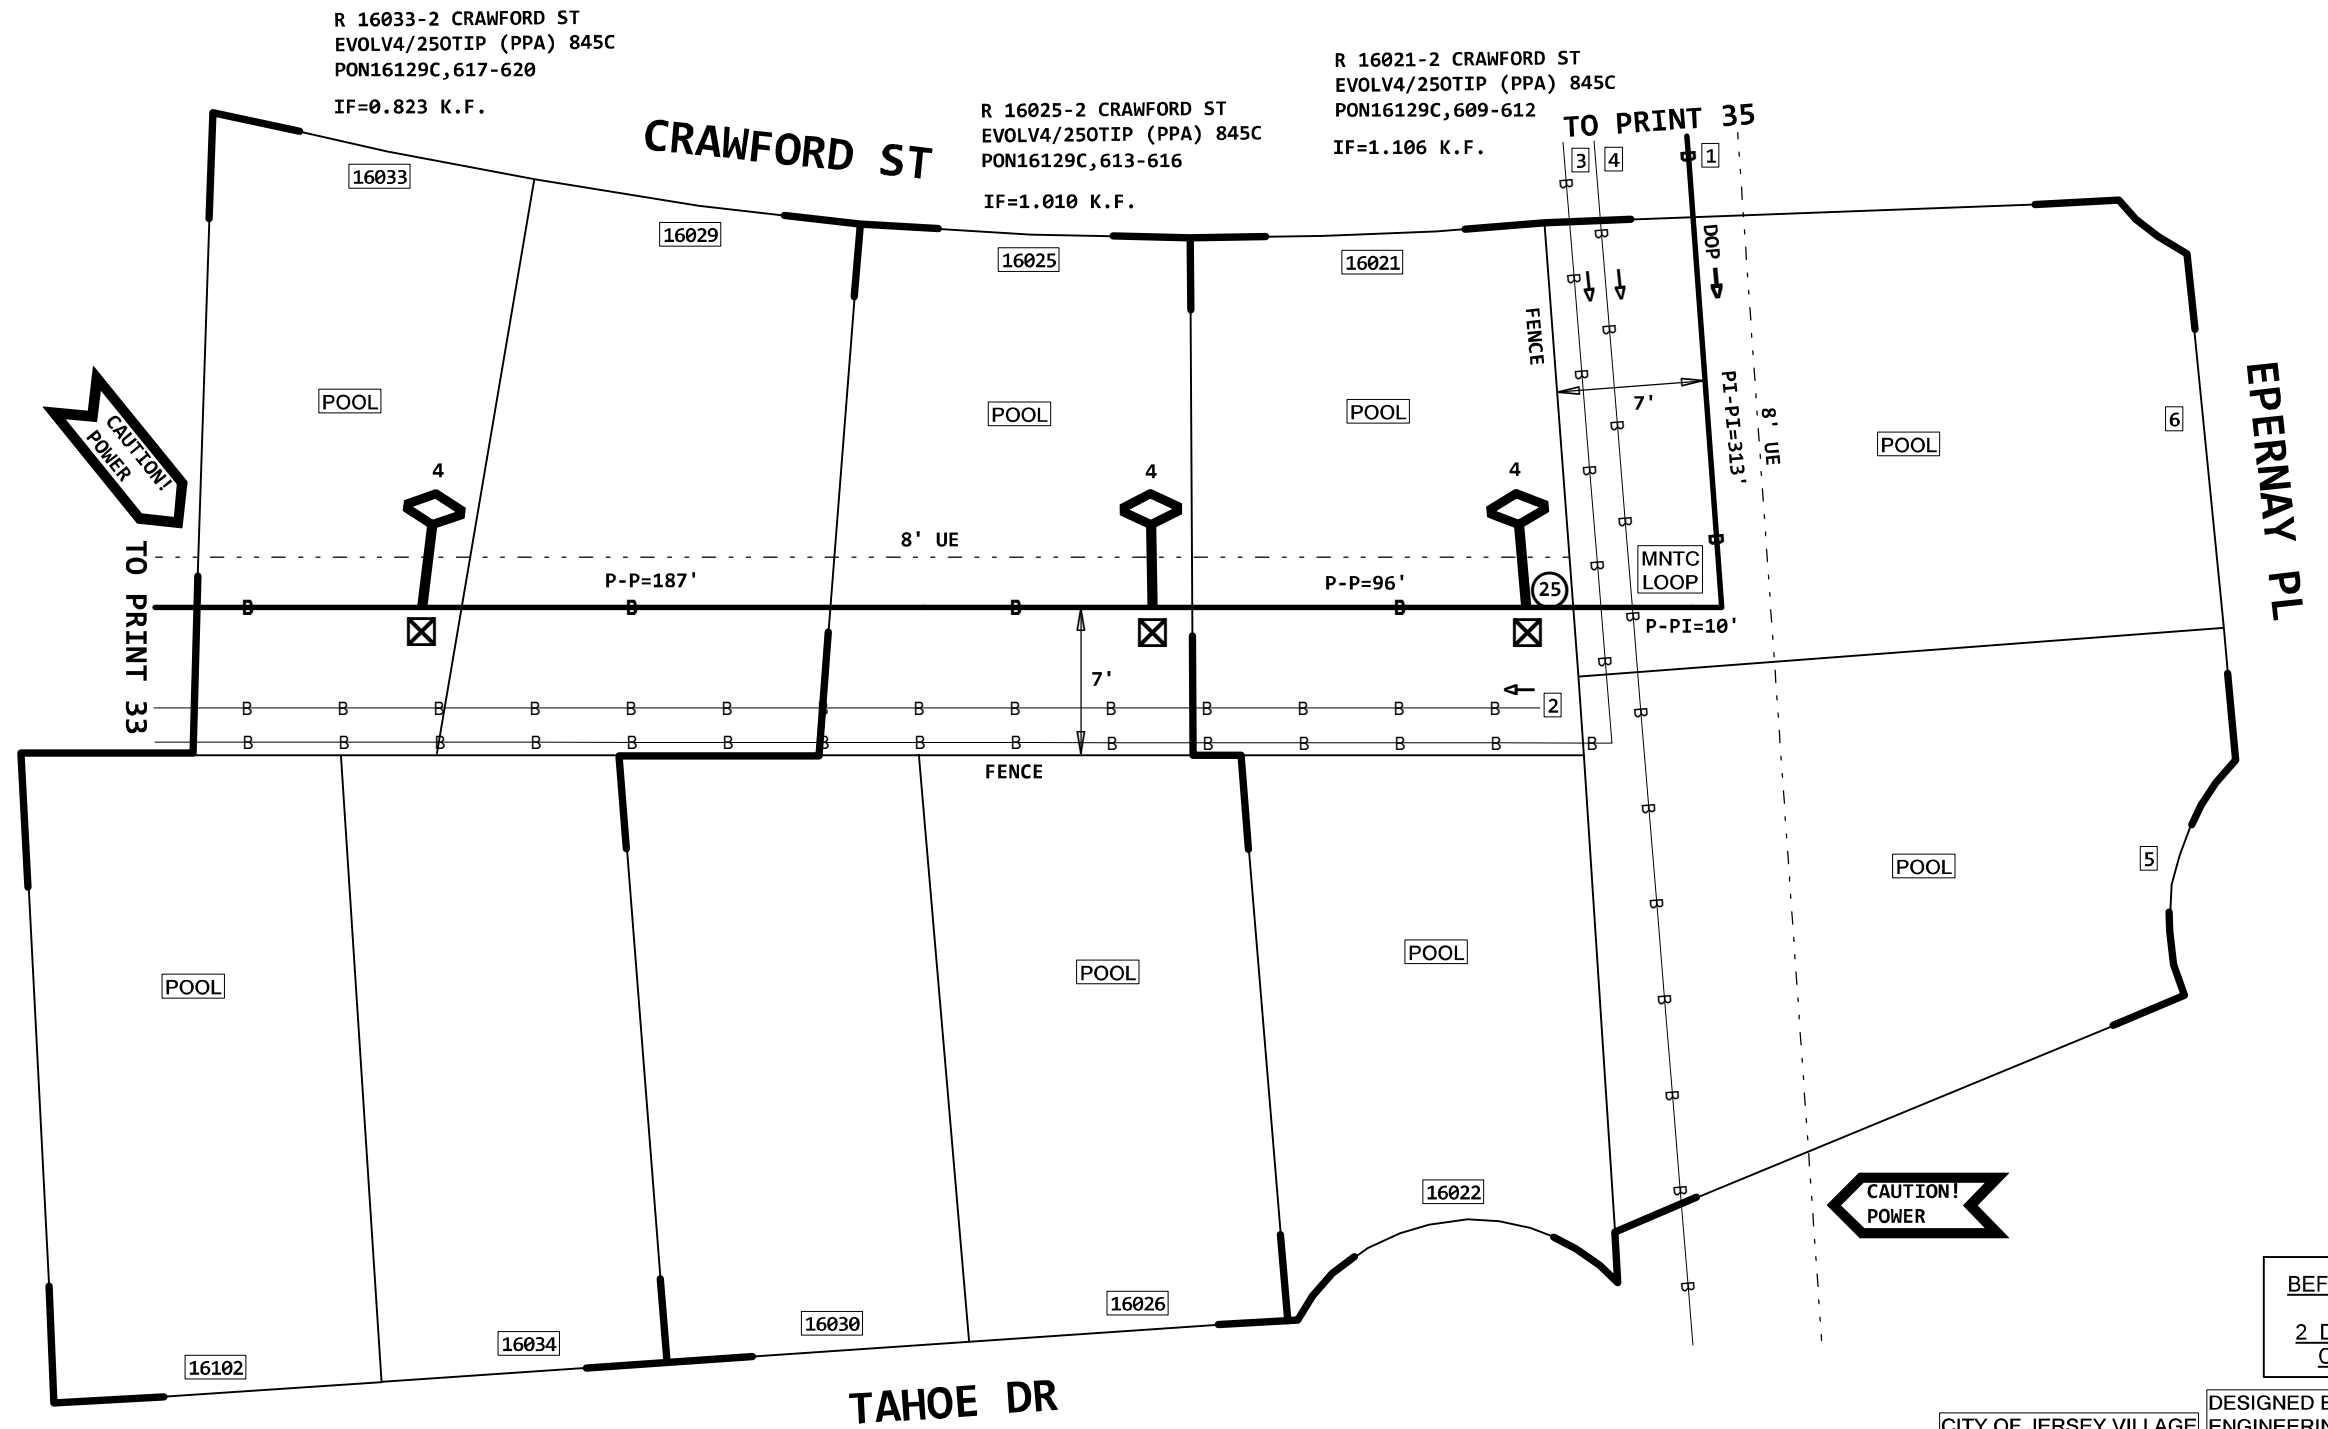 R 16033-2 CRAWFORD ST
EVOLV4/25OTIP (PPA) 845C
PON16129C,617-620
IF=0.823 K.F.
R 16025-2 CRAWFORD ST
EVOLV4/25OTIP (PPA) 845C
PON16129C,613-616
IF=1.010 K.F.
R 16021-2 CRAWFORD ST
EVOLV4/25OTIP (PPA) 845C
PON16129C,609-612
IF=1.106 K.F.
CRAWFORD ST
TO PRINT 35
3
4
1
16033
16029
16025
16021
DOP
FENCE
7'
PI-PI=313'
8' UE
POOL
POOL
POOL
POOL
6
EPERNAY PL
CAUTION!
POWER
4
4
4
8' UE
P-P=187'
P-P=96'
25
MNTC
LOOP
P-PI=10'
TO PRINT 33
7'
2
B B B B B B B B B B B B B B
B B B B B B B B B B B B B B B
FENCE
POOL
POOL
POOL
POOL
5
16022
CAUTION!
POWER
16026
16030
16034
16102
TAHOE DR
BEF
2
CITY OF JERSEY VILLAGE
DESIGNED